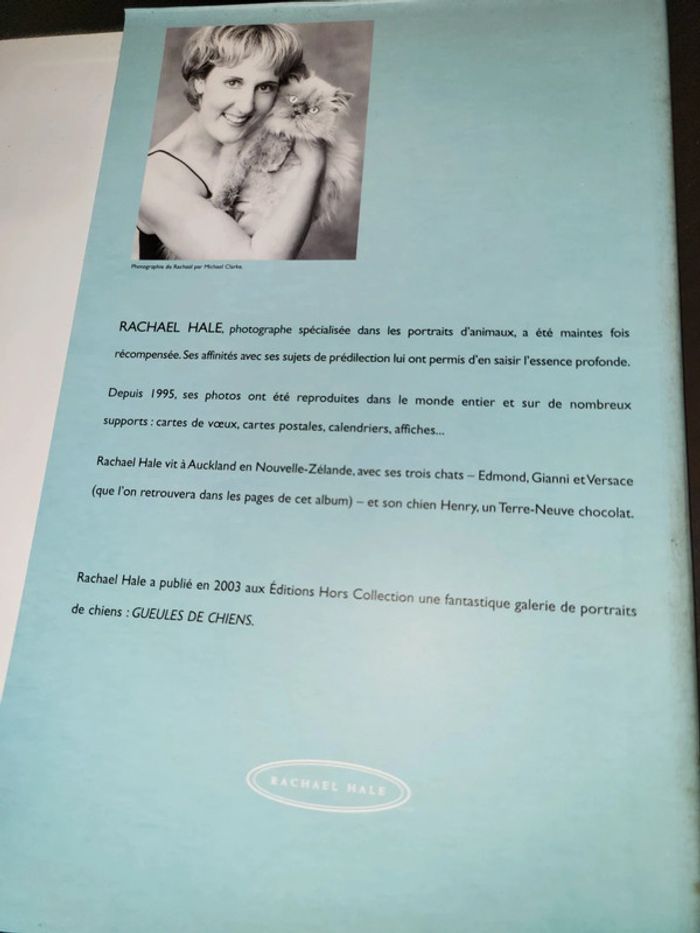 Photographie de Rachael par Michael Clarke.
RACHAEL HALE, photographe spécialisée dans les portraits d'animaux, a été maintes fois
récompensée. Ses affinités avec ses sujets de prédilection lui ont permis d'en saisir l'essence profonde.
Depuis 1995, ses photos ont été reproduites dans le monde entier et sur de nombreux
supports : cartes de vœux, cartes postales, calendriers, affiches...
Rachael Hale vit à Auckland en Nouvelle-Zélande, avec ses trois chats – Edmond, Gianni et Versace
(que l'on retrouvera dans les pages de cet album) – et son chien Henry, un Terre-Neuve chocolat.
Rachael Hale a publié en 2003 aux Éditions Hors Collection une fantastique galerie de portraits
de chiens : GUEULES DE CHIENS.
RACHAEL HALE